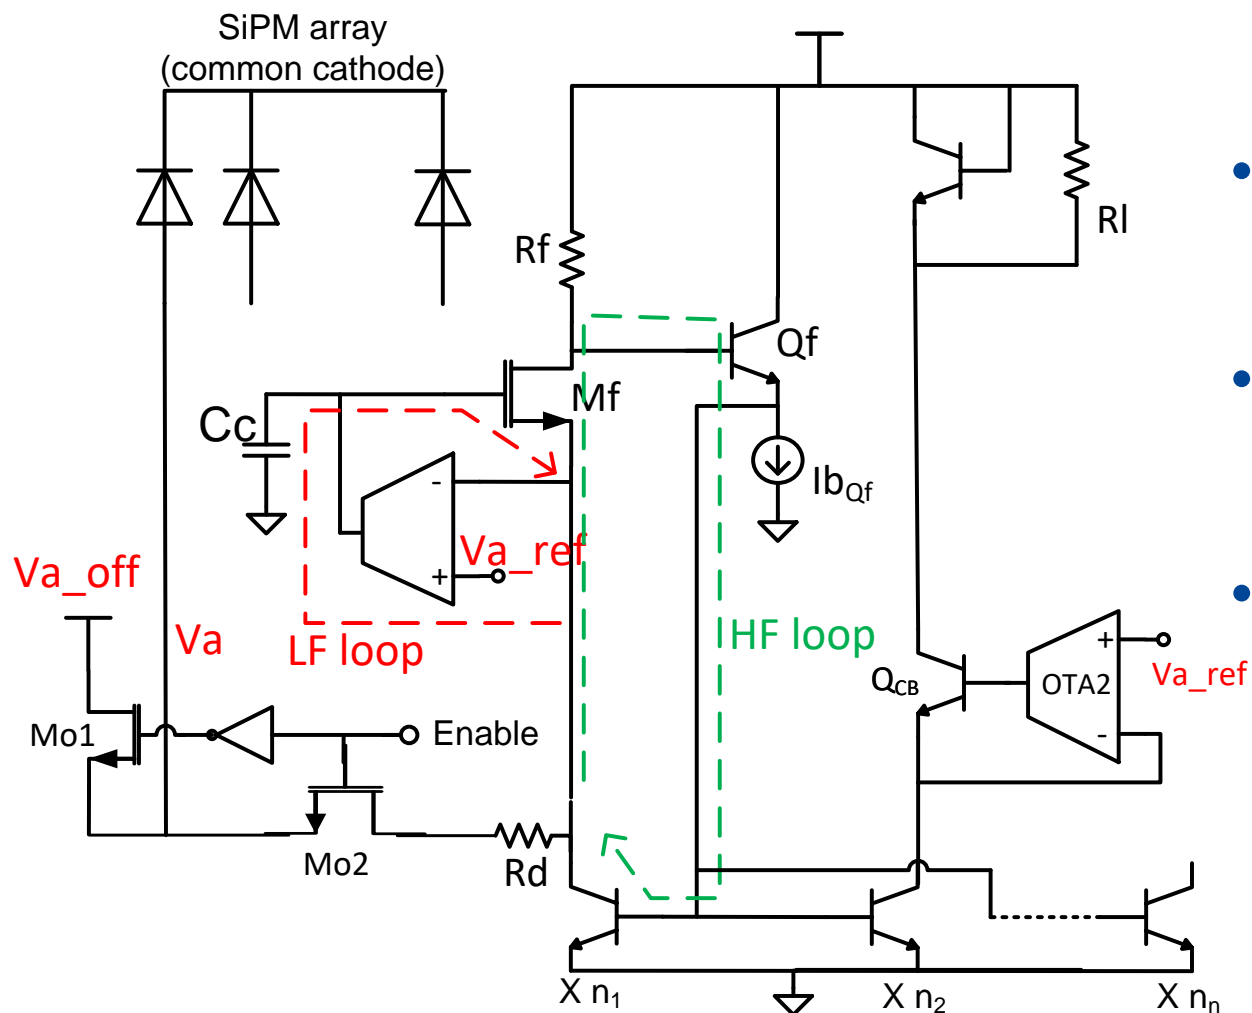 SiPM array
(common cathode)
Rf
Rl
Qf
Mf
Cc
Ib_Qf
-
+
Va_ref
Va_off
Va
LF loop
HF loop
Q_CB
OTA2
+
-
Va_ref
Mo1
Enable
Mo2
Rd
X n₁
X n₂
X nₙ